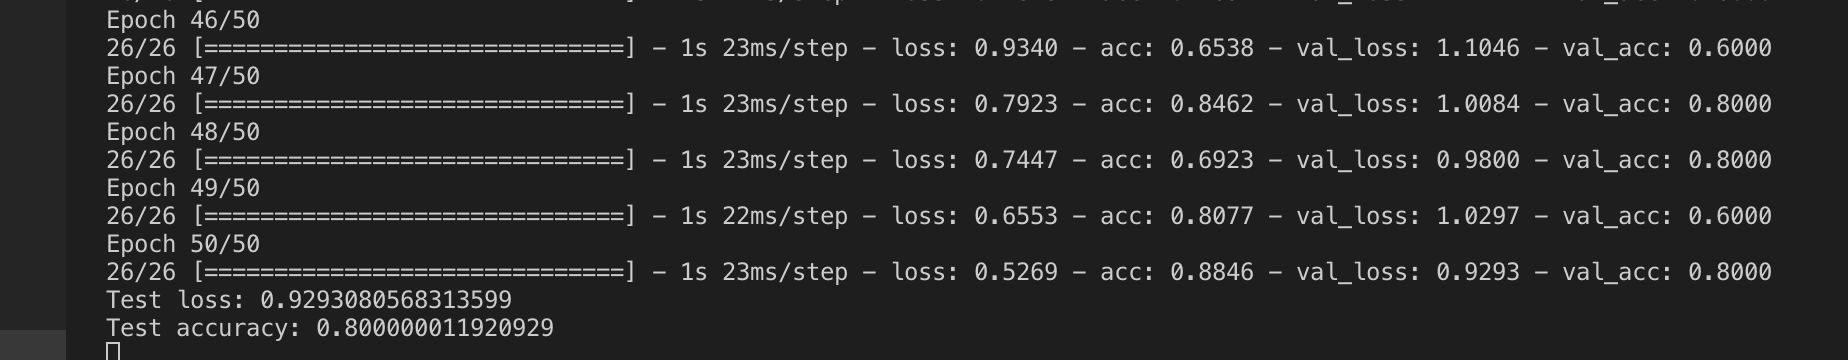 Epoch 46/50
26/26 [==============================] - 1s 23ms/step - loss: 0.9340 - acc: 0.6538 - val_loss: 1.1046 - val_acc: 0.6000
Epoch 47/50
26/26 [==============================] - 1s 23ms/step - loss: 0.7923 - acc: 0.8462 - val_loss: 1.0084 - val_acc: 0.8000
Epoch 48/50
26/26 [==============================] - 1s 23ms/step - loss: 0.7447 - acc: 0.6923 - val_loss: 0.9800 - val_acc: 0.8000
Epoch 49/50
26/26 [==============================] - 1s 22ms/step - loss: 0.6553 - acc: 0.8077 - val_loss: 1.0297 - val_acc: 0.6000
Epoch 50/50
26/26 [==============================] - 1s 23ms/step - loss: 0.5269 - acc: 0.8846 - val_loss: 0.9293 - val_acc: 0.8000
Test loss: 0.9293080568313599
Test accuracy: 0.800000011920929